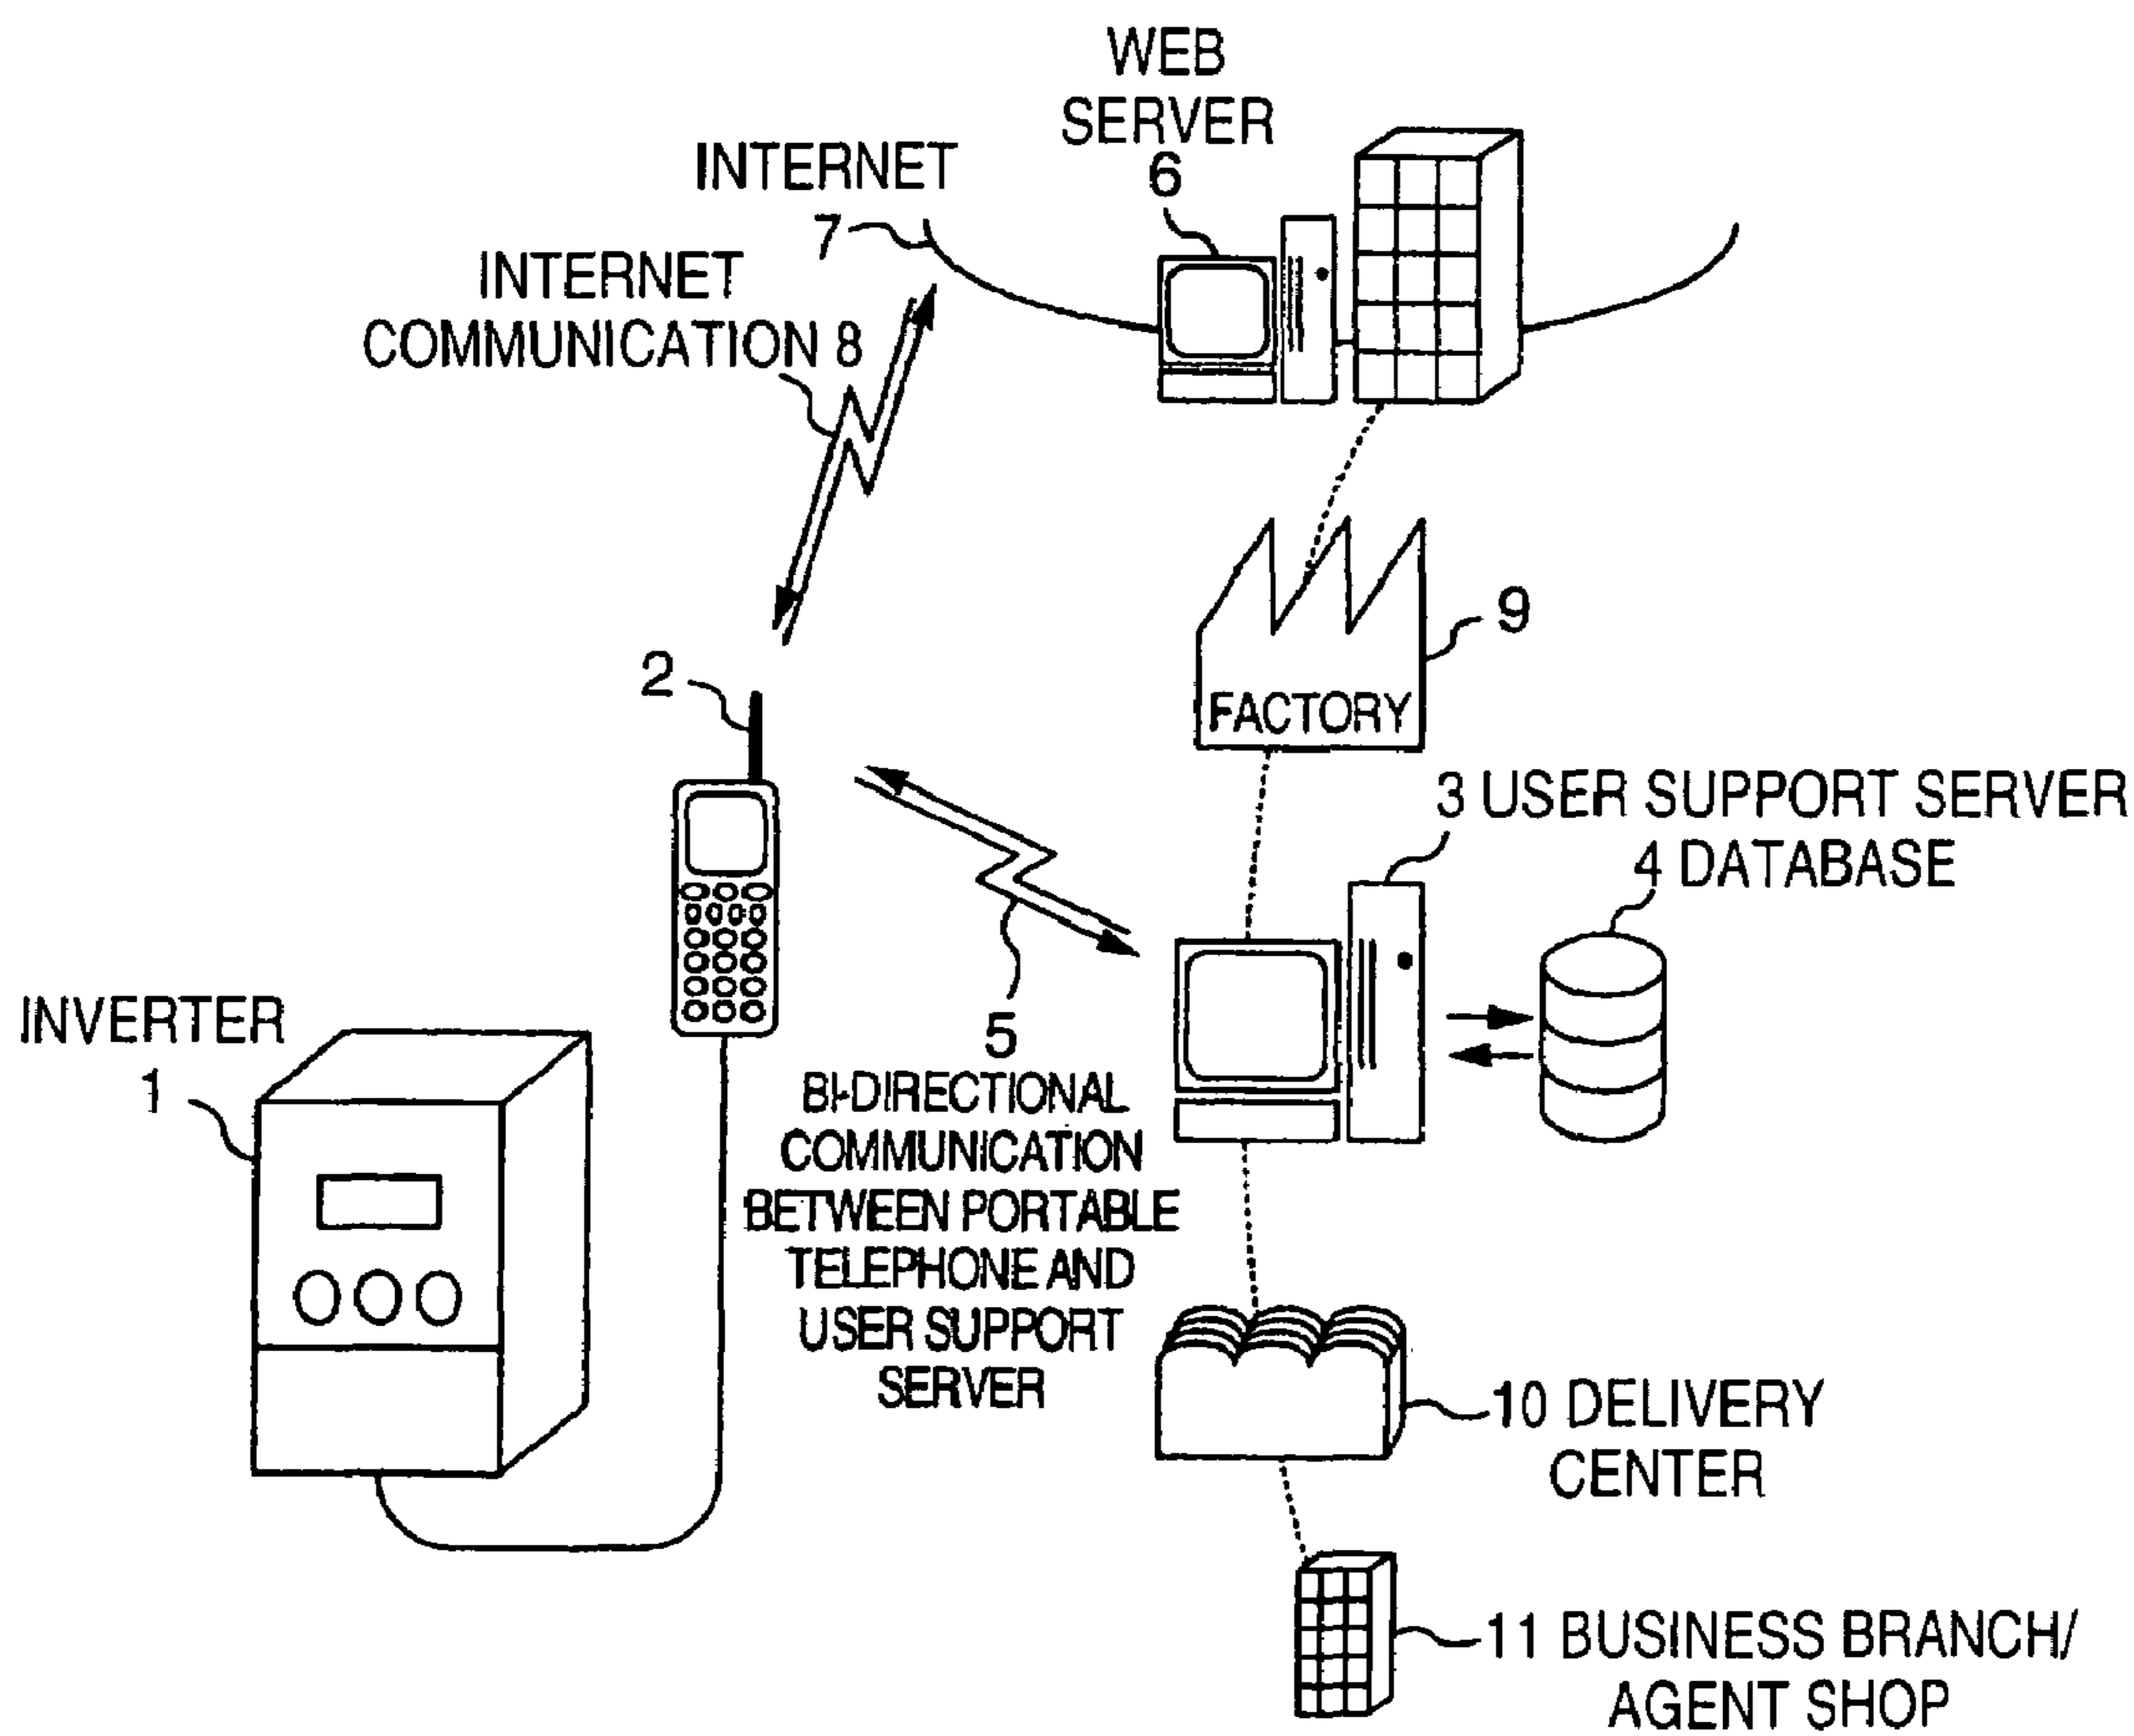 WEB
SERVER
6
INTERNET
7
INTERNET
COMMUNICATION 8
9
FACTORY
2
3 USER SUPPORT SERVER
4 DATABASE
INVERTER
1
5
BI-DIRECTIONAL
COMMUNICATION
BETWEEN PORTABLE
TELEPHONE AND
USER SUPPORT
SERVER
10 DELIVERY
CENTER
11 BUSINESS BRANCH/
AGENT SHOP